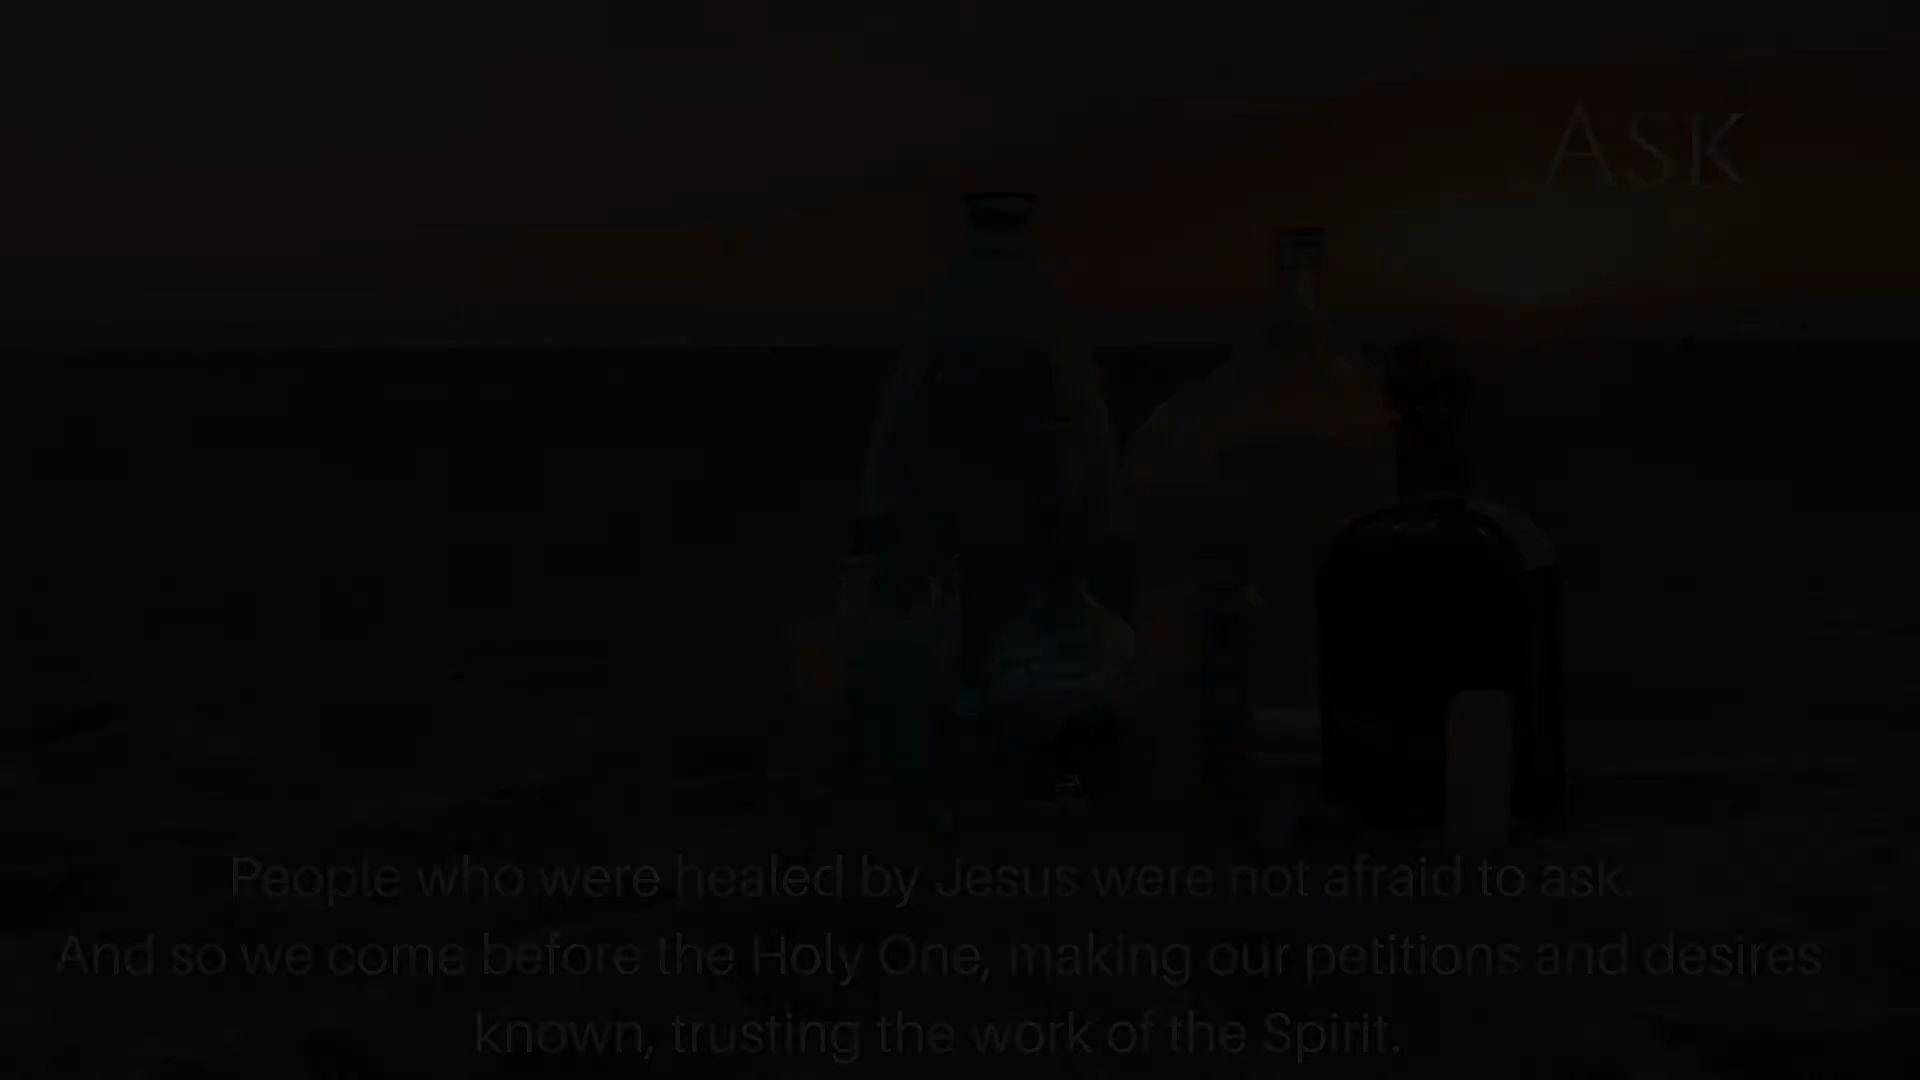 Ask
People who were healed by Jesus were not afraid to ask.
And so we come before the Holy One, making our petitions and desires
known, trusting the work of the Spirit.